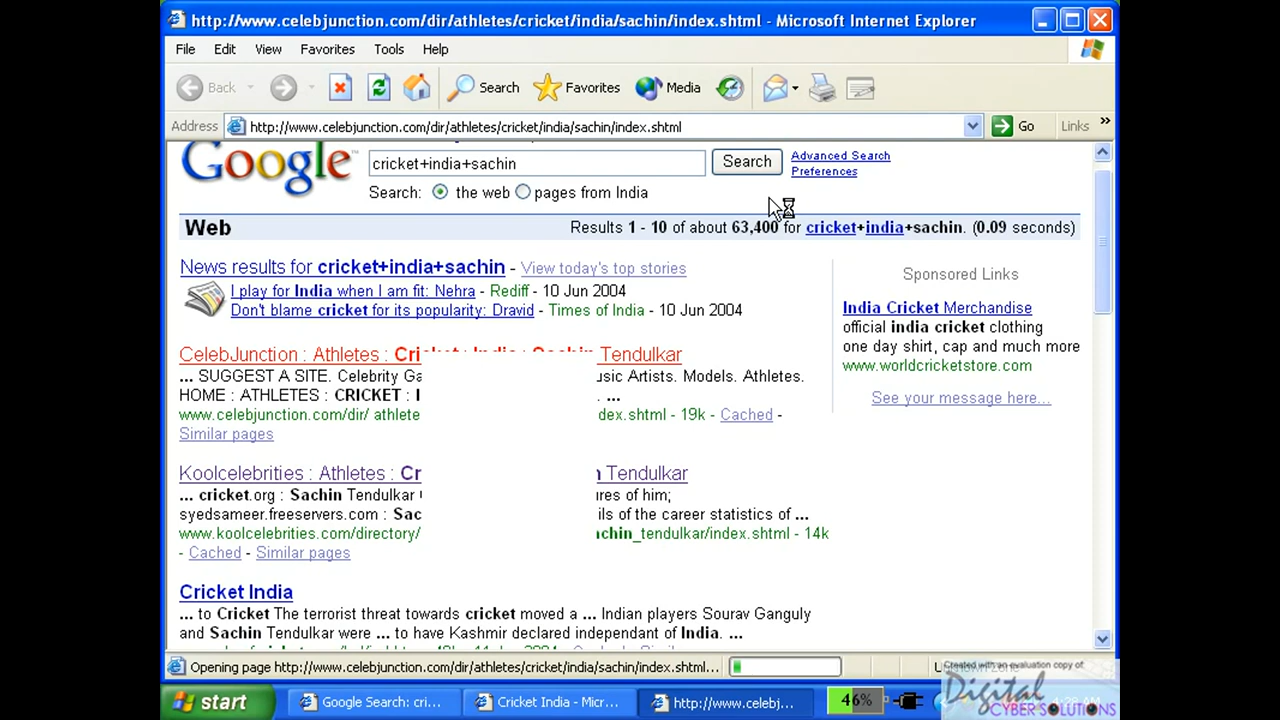 http://www.celebjunction.com/dir/athletes/cricket/india/sachin/index.shtml - Microsoft Internet Explorer
File Edit View Favorites Tools Help
Back Search Favorites Media
Address http://www.celebjunction.com/dir/athletes/cricket/india/sachin/index.shtml Go Links »
Google™ cricket+india+sachin Search Advanced Search
Preferences
Search: the web pages from India
Web Results 1 - 10 of about 63,400 for cricket+india+sachin. (0.09 seconds)
News results for cricket+india+sachin - View today's top stories
I play for India when I am fit: Nehra - Rediff - 10 Jun 2004
Don't blame cricket for its popularity: Dravid - Times of India - 10 Jun 2004
CelebJunction : Athletes : Cricket : India : Sachin Tendulkar
... SUGGEST A SITE. Celebrity Ga usic Artists. Models. Athletes.
HOME : ATHLETES : CRICKET : I . ...
www.celebjunction.com/dir/ athlete dex.shtml - 19k - Cached -
Similar pages
Koolcelebrities : Athletes : Cr Tendulkar
... cricket.org : Sachin Tendulkar ures of him;
syedsameer.freeservers.com : Sac ils of the career statistics of ...
www.koolcelebrities.com/directory/ sachin_tendulkar/index.shtml - 14k
- Cached - Similar pages
Cricket India
... to Cricket The terrorist threat towards cricket moved a ... Indian players Sourav Ganguly
and Sachin Tendulkar were ... to have Kashmir declared independant of India. ...
Sponsored Links
India Cricket Merchandise
official india cricket clothing
one day shirt, cap and much more
www.worldcricketstore.com
See your message here...
Opening page http://www.celebjunction.com/dir/athletes/cricket/india/sachin/index.shtml...
start Google Search: cri... Cricket India - Micr... http://www.celebj... 46%
Created with an evaluation copy of
Digital
CYBER SOLUTIONS